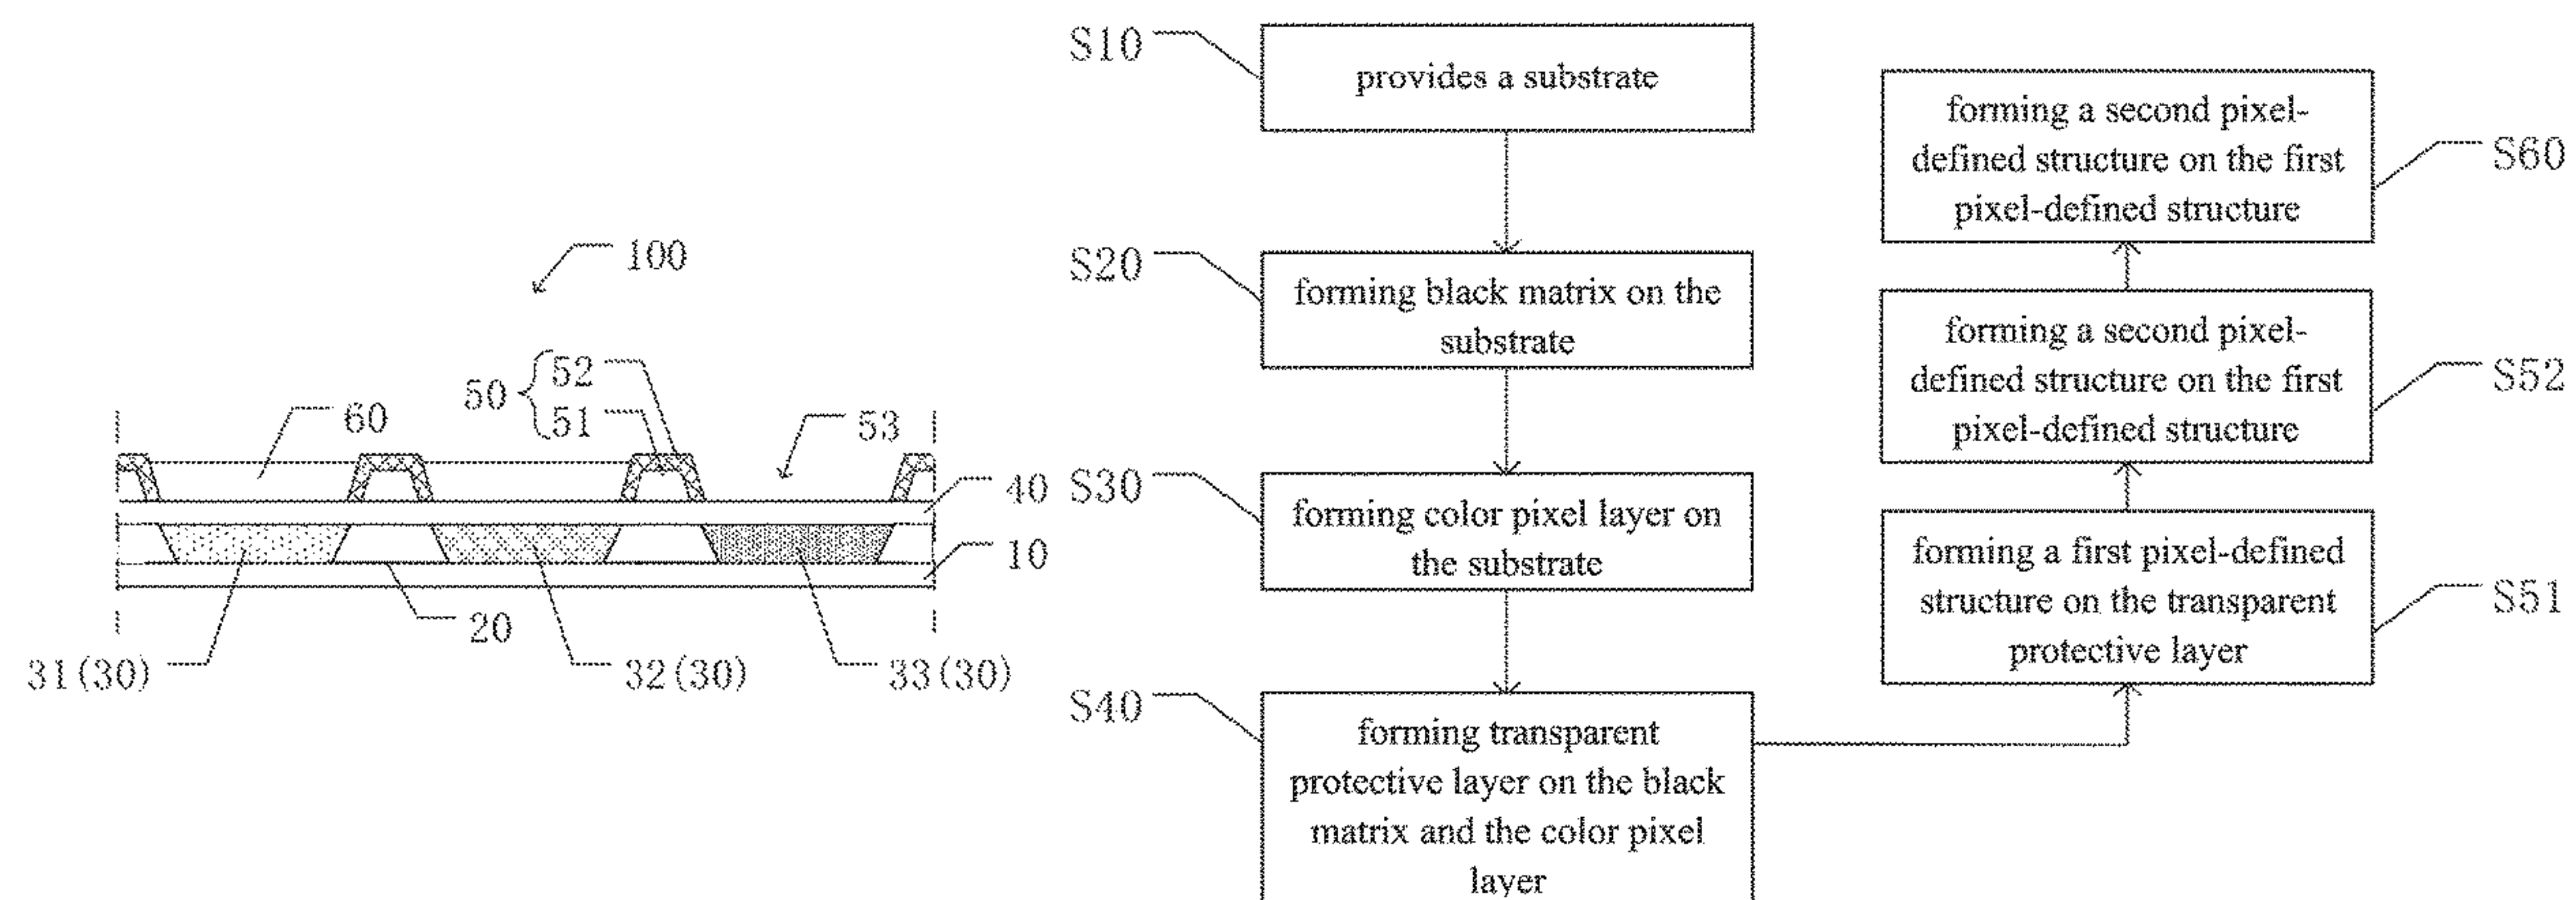 100
50
52
51
60
53
40
10
20
31(30)
32(30)
33(30)
S10
provides a substrate
S20
forming black matrix on the
substrate
S30
forming color pixel layer on
the substrate
S40
forming transparent
protective layer on the black
matrix and the color pixel
layer
forming a second pixel-
defined structure on the first
pixel-defined structure
S60
forming a second pixel-
defined structure on the first
pixel-defined structure
S52
forming a first pixel-defined
structure on the transparent
protective layer
S51